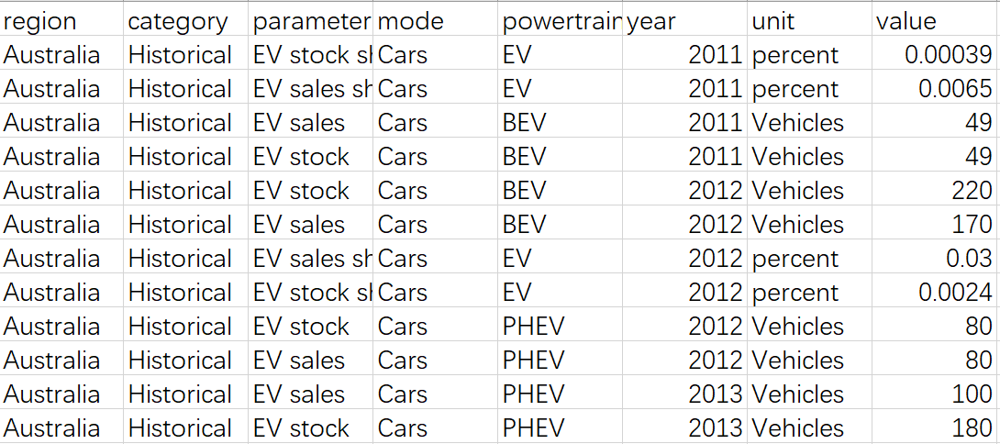 region category parameter mode powertrain year unit value
Australia Historical EV stock sh Cars EV 2011 percent 0.00039
Australia Historical EV sales sh Cars EV 2011 percent 0.0065
Australia Historical EV sales Cars BEV 2011 Vehicles 49
Australia Historical EV stock Cars BEV 2011 Vehicles 49
Australia Historical EV stock Cars BEV 2012 Vehicles 220
Australia Historical EV sales Cars BEV 2012 Vehicles 170
Australia Historical EV sales sh Cars EV 2012 percent 0.03
Australia Historical EV stock sh Cars EV 2012 percent 0.0024
Australia Historical EV stock Cars PHEV 2012 Vehicles 80
Australia Historical EV sales Cars PHEV 2012 Vehicles 80
Australia Historical EV sales Cars PHEV 2013 Vehicles 100
Australia Historical EV stock Cars PHEV 2013 Vehicles 180